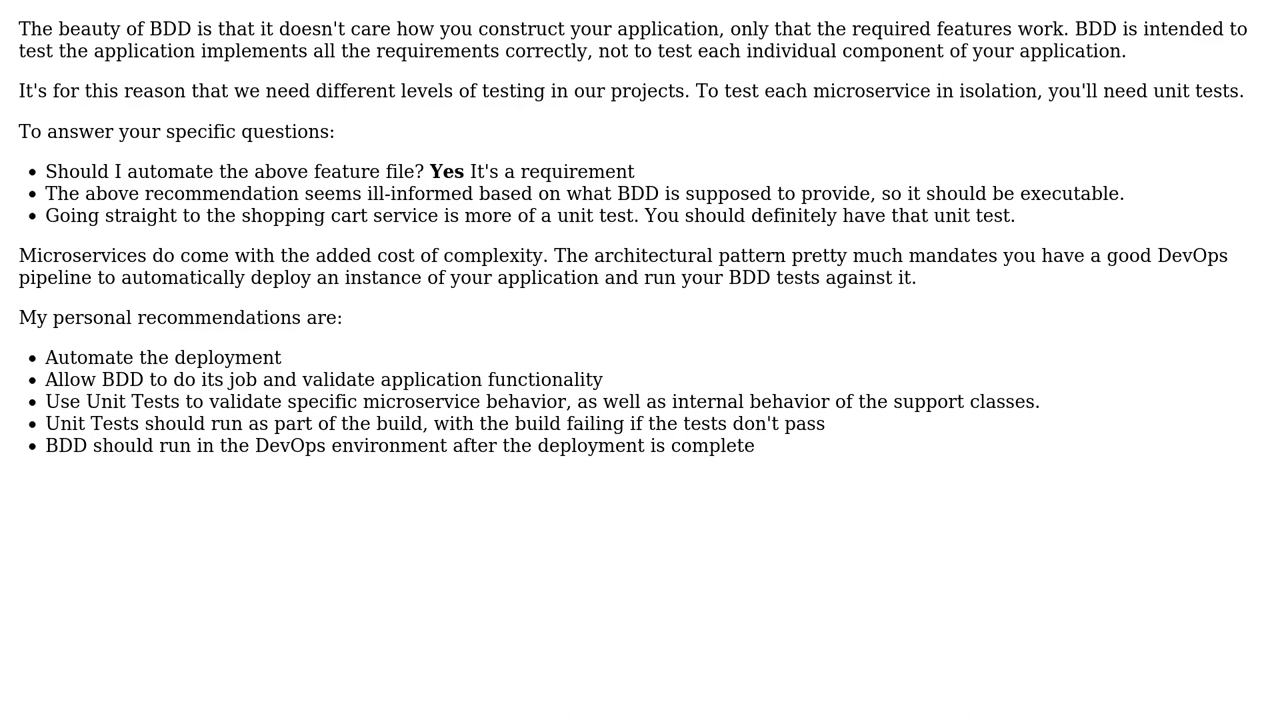 The beauty of BDD is that it doesn't care how you construct your application, only that the required features work. BDD is intended to
test the application implements all the requirements correctly, not to test each individual component of your application.
It's for this reason that we need different levels of testing in our projects. To test each microservice in isolation, you'll need unit tests.
To answer your specific questions:
• Should I automate the above feature file? Yes It's a requirement
• The above recommendation seems ill-informed based on what BDD is supposed to provide, so it should be executable.
• Going straight to the shopping cart service is more of a unit test. You should definitely have that unit test.
Microservices do come with the added cost of complexity. The architectural pattern pretty much mandates you have a good DevOps
pipeline to automatically deploy an instance of your application and run your BDD tests against it.
My personal recommendations are:
• Automate the deployment
• Allow BDD to do its job and validate application functionality
• Use Unit Tests to validate specific microservice behavior, as well as internal behavior of the support classes.
• Unit Tests should run as part of the build, with the build failing if the tests don't pass
• BDD should run in the DevOps environment after the deployment is complete